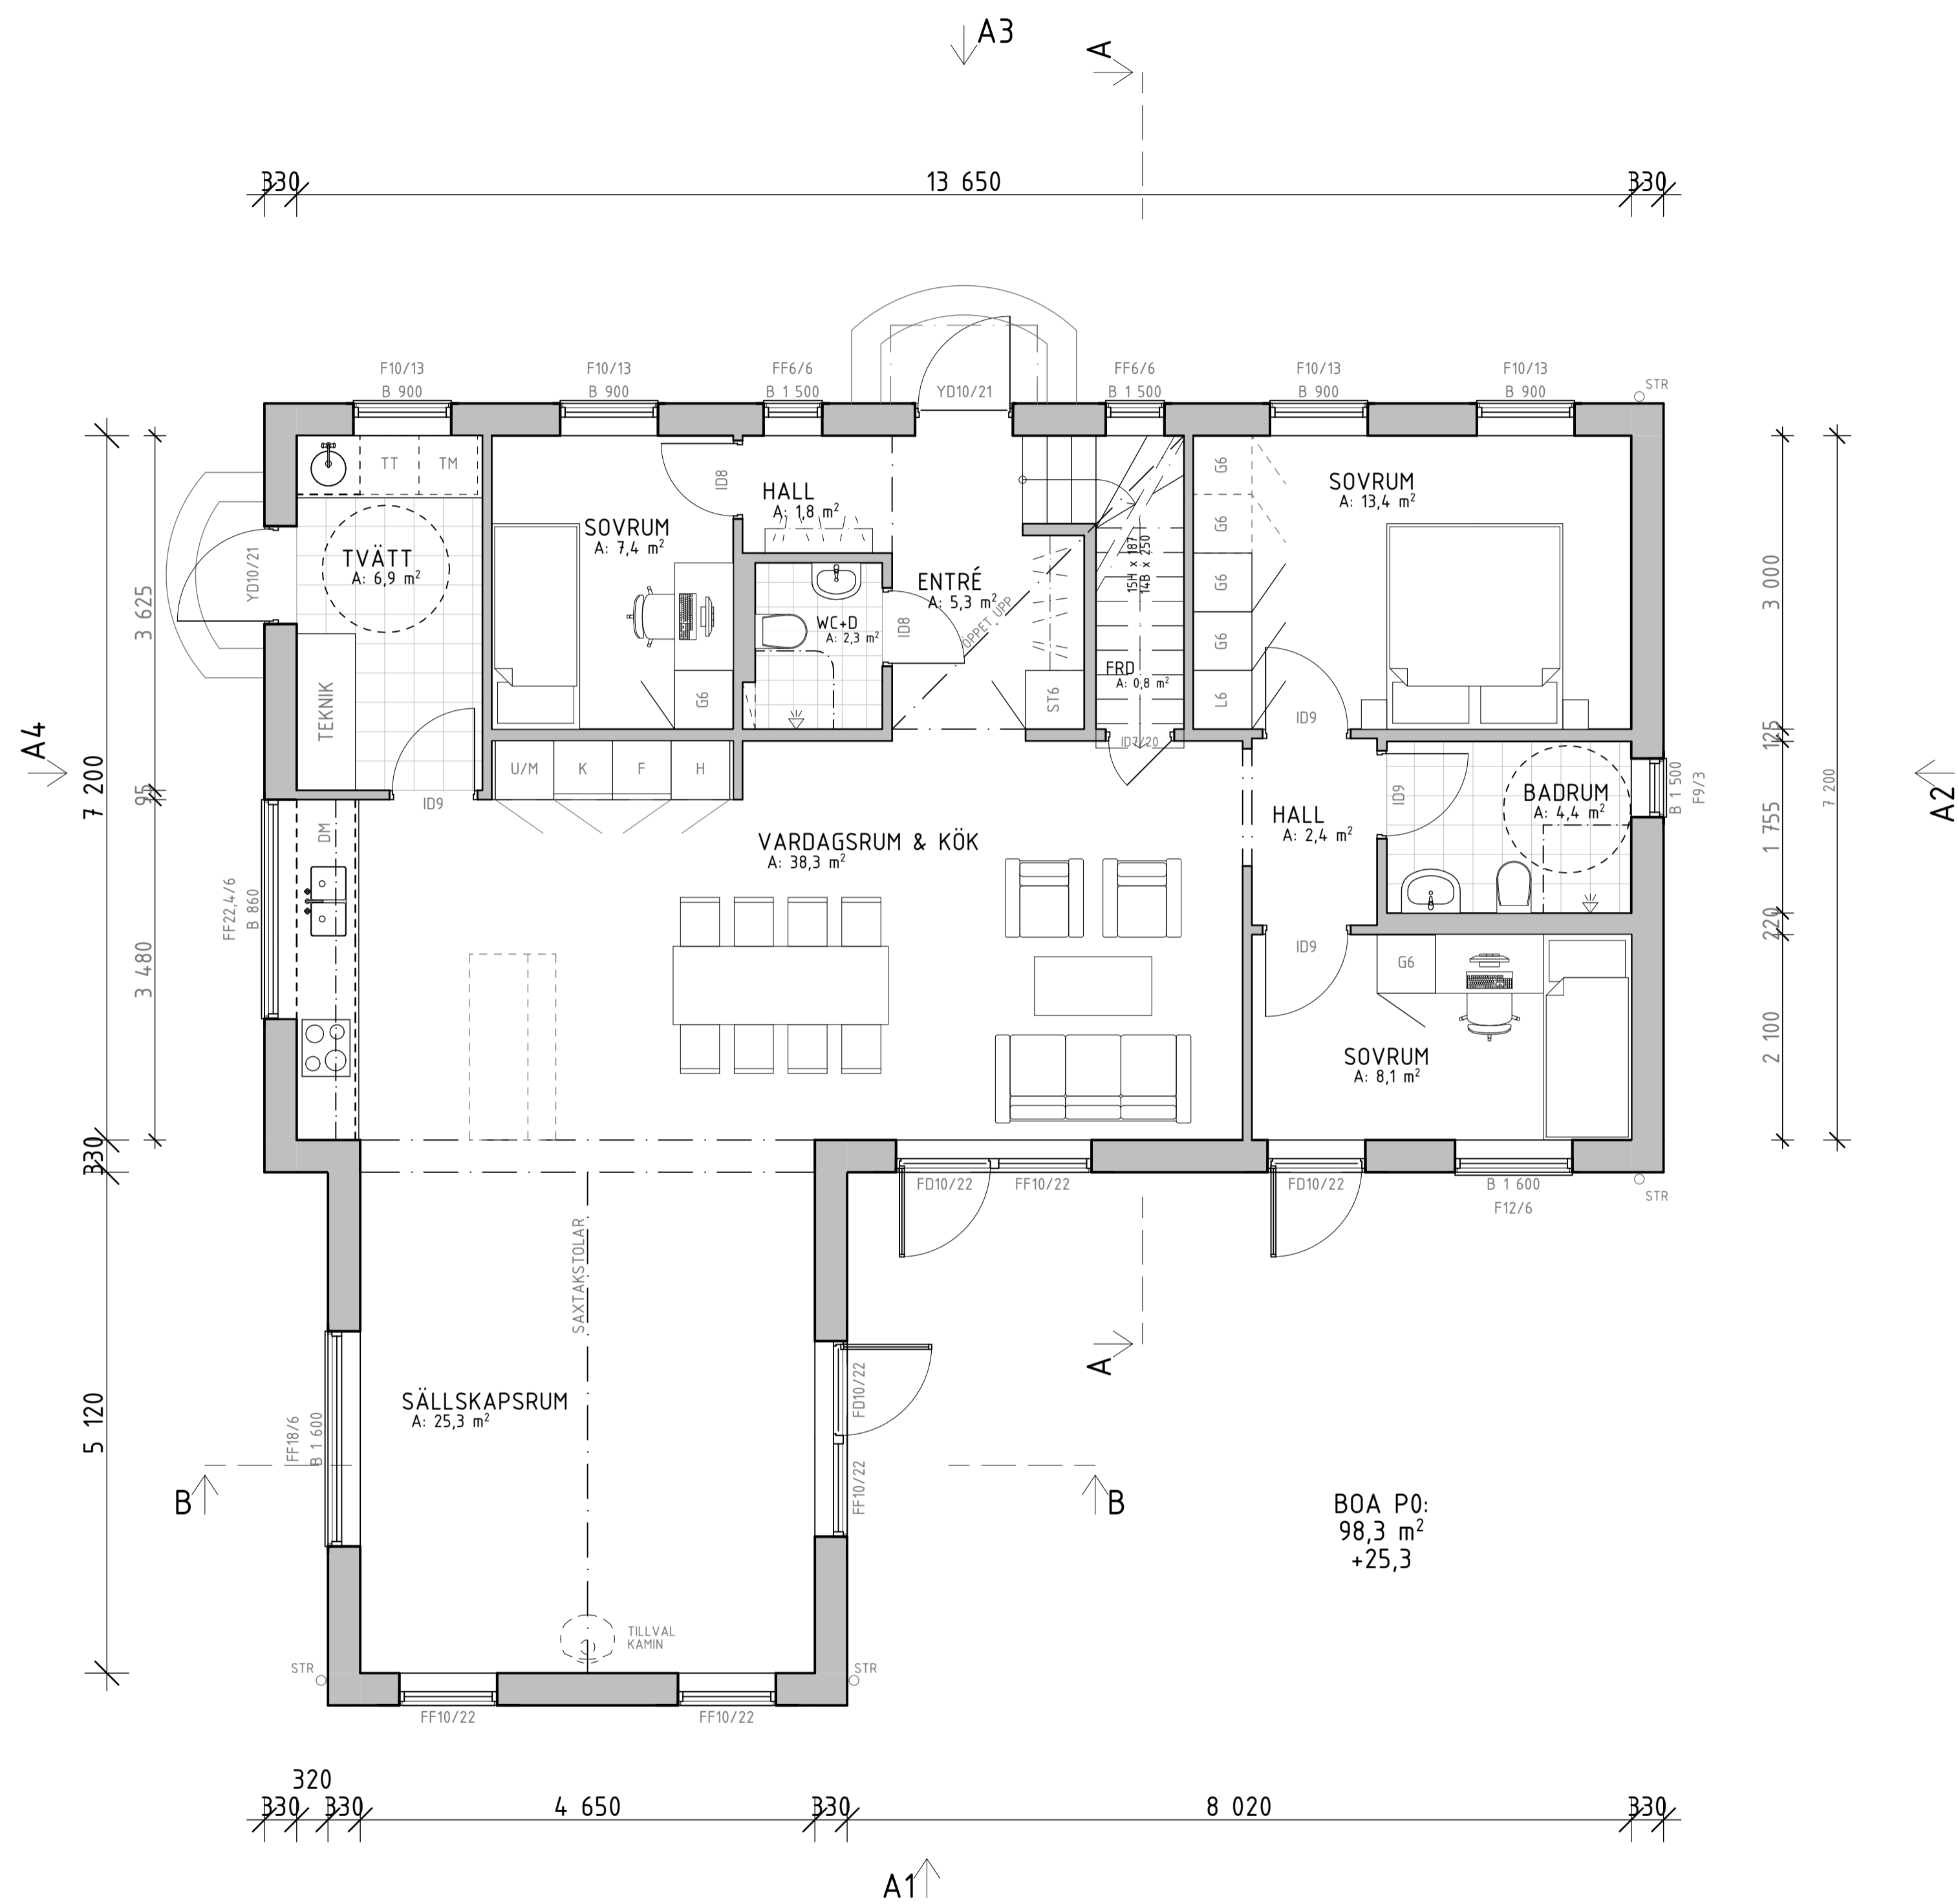 A3
A
330
13 650
330
F10/13
B 900
F10/13
B 900
FF6/6
B 1 500
YD10/21
FF6/6
B 1 500
F10/13
B 900
F10/13
B 900
STR
TT
TM
ID8
HALL
A: 1,8 m²
G6
G6
G6
G6
L6
SOVRUM
A: 13,4 m²
SOVRUM
A: 7,4 m²
TVÄTT
A: 6,9 m²
YD10/21
ENTRÉ
A: 5,3 m²
15H x 187
14B x 250
3 625
3 000
WC+D
A: 2,3 m²
ID8
ÖPPET UPP
FRD
A: 0,8 m²
TEKNIK
G6
ST6
ID9
ID7/20
125
A4
7 200
95
U/M
K
F
H
ID9
ID9
BADRUM
A: 4,4 m²
B 1 500
F9/3
1 755
7 200
A2
DM
VARDAGSRUM & KÖK
A: 38,3 m²
HALL
A: 2,4 m²
FF22,4/6
B 860
220
3 480
ID9
G6
2 100
SOVRUM
A: 8,1 m²
330
FD10/22
FF10/22
FD10/22
B 1 600
F12/6
STR
SAXTAKSTOLAR
A
5 120
SÄLLSKAPSRUM
A: 25,3 m²
FD10/22
FF18/6
B 1 600
FF10/22
B
B
BOA P0:
98,3 m²
+25,3
TILLVAL
KAMIN
STR
STR
FF10/22
FF10/22
320
330
330
4 650
330
8 020
330
A1